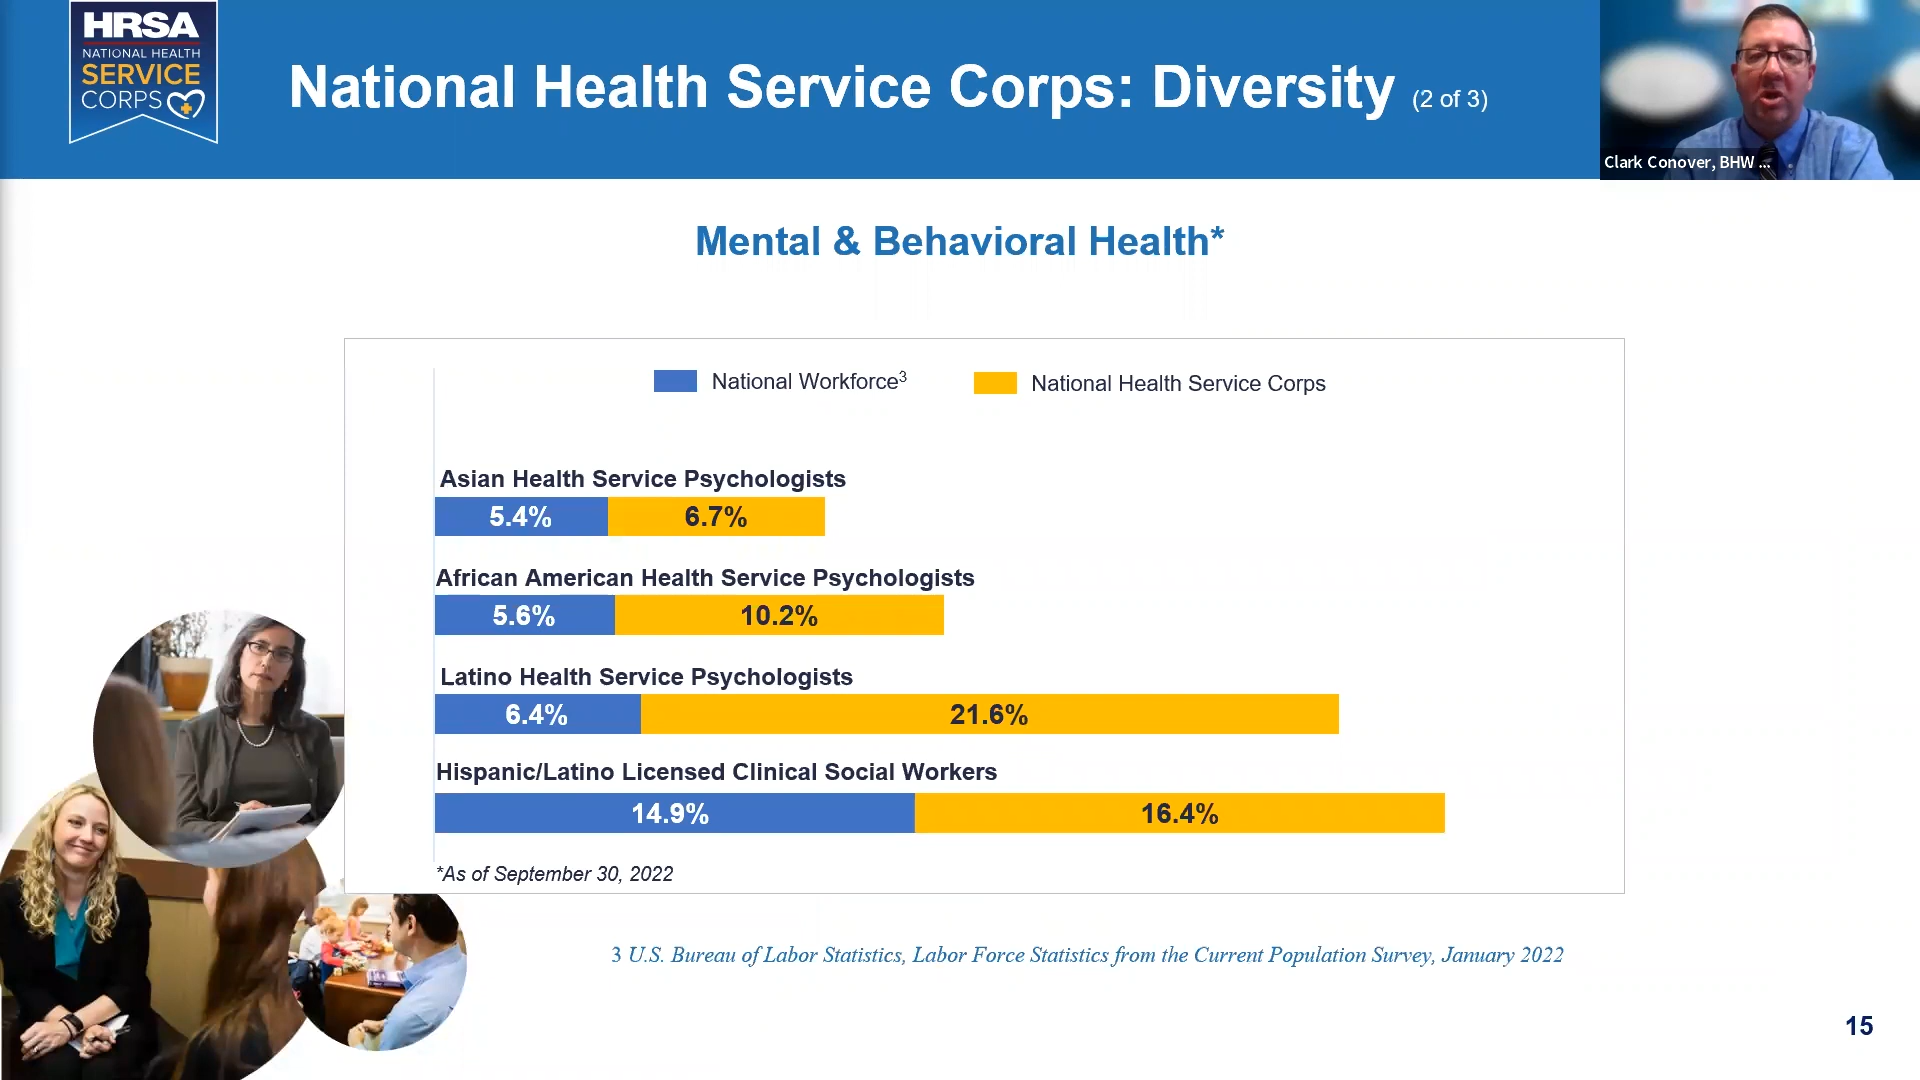 HRSA
NATIONAL HEALTH
SERVICE
CORPS
National Health Service Corps: Diversity (2 of 3)
Clark Conover, BHW ...
Mental & Behavioral Health*
National Workforce³
National Health Service Corps
Asian Health Service Psychologists
5.4% 6.7%
African American Health Service Psychologists
5.6% 10.2%
Latino Health Service Psychologists
6.4% 21.6%
Hispanic/Latino Licensed Clinical Social Workers
14.9% 16.4%
*As of September 30, 2022
3 U.S. Bureau of Labor Statistics, Labor Force Statistics from the Current Population Survey, January 2022
15